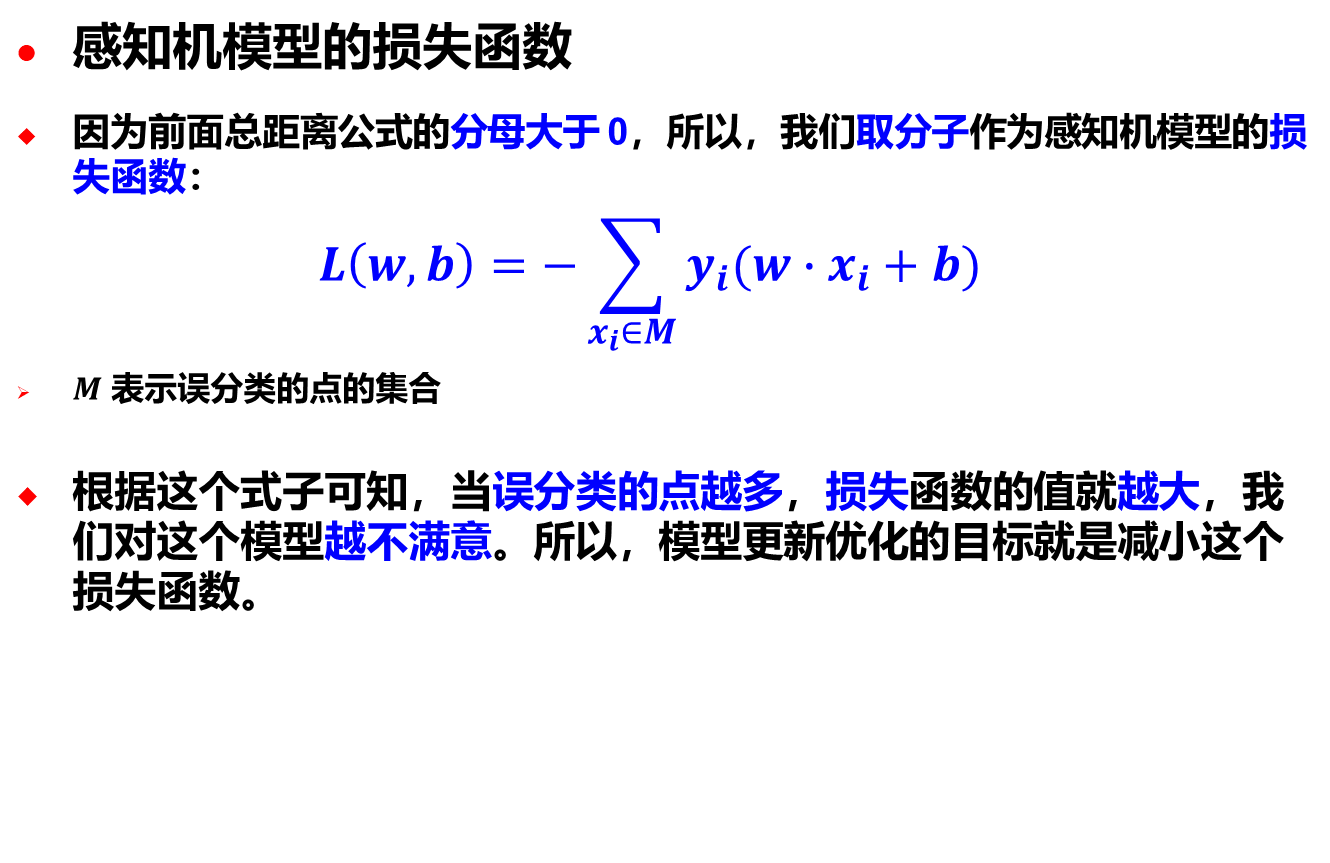 感知机模型的损失函数
因为前面总距离公式的分母大于 0，所以，我们取分子作为感知机模型的损
失函数：
L(w, b) = − ∑_{x_i∈M} y_i(w · x_i + b)
M 表示误分类的点的集合
根据这个式子可知，当误分类的点越多，损失函数的值就越大，我
们对这个模型越不满意。所以，模型更新优化的目标就是减小这个
损失函数。